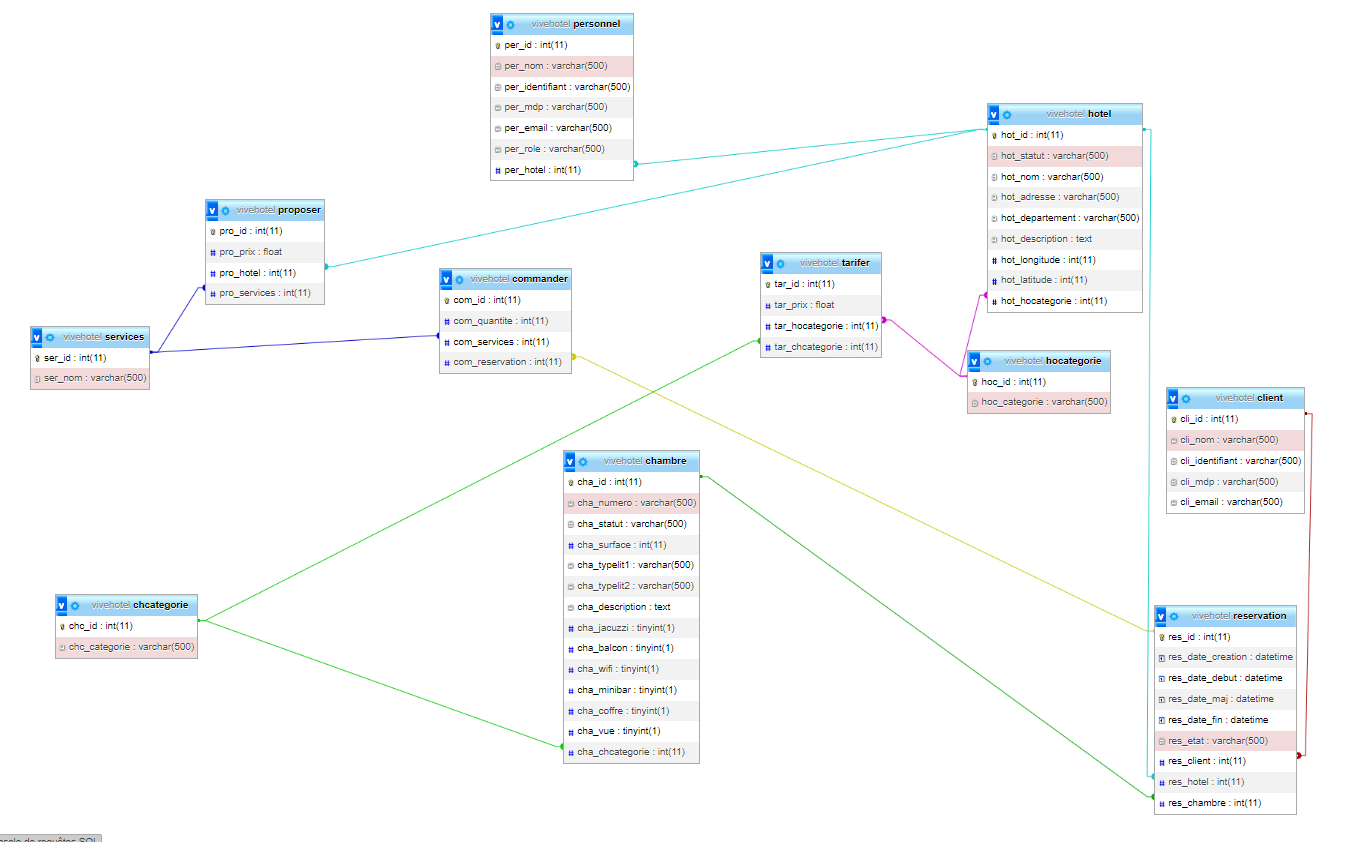 vivehotel personnel
per_id : int(11)
per_nom : varchar(500)
per_identifiant : varchar(500)
per_mdp : varchar(500)
per_email : varchar(500)
per_role : varchar(500)
per_hotel : int(11)
vivehotel hotel
hot_id : int(11)
hot_statut : varchar(500)
hot_nom : varchar(500)
hot_adresse : varchar(500)
hot_departement : varchar(500)
hot_description : text
hot_longitude : int(11)
hot_latitude : int(11)
hot_hocategorie : int(11)
vivehotel proposer
pro_id : int(11)
pro_prix : float
pro_hotel : int(11)
pro_services : int(11)
vivehotel commander
com_id : int(11)
com_quantite : int(11)
com_services : int(11)
com_reservation : int(11)
vivehotel tarifer
tar_id : int(11)
tar_prix : float
tar_hocategorie : int(11)
tar_chcategorie : int(11)
vivehotel services
ser_id : int(11)
ser_nom : varchar(500)
vivehotel hocategorie
hoc_id : int(11)
hoc_categorie : varchar(500)
vivehotel client
cli_id : int(11)
cli_nom : varchar(500)
cli_identifiant : varchar(500)
cli_mdp : varchar(500)
cli_email : varchar(500)
vivehotel chambre
cha_id : int(11)
cha_numero : varchar(500)
cha_statut : varchar(500)
cha_surface : int(11)
cha_typelit1 : varchar(500)
cha_typelit2 : varchar(500)
cha_description : text
cha_jacuzzi : tinyint(1)
cha_balcon : tinyint(1)
cha_wifi : tinyint(1)
cha_minibar : tinyint(1)
cha_coffre : tinyint(1)
cha_vue : tinyint(1)
cha_chcategorie : int(11)
vivehotel chcategorie
chc_id : int(11)
chc_categorie : varchar(500)
vivehotel reservation
res_id : int(11)
res_date_creation : datetime
res_date_debut : datetime
res_date_maj : datetime
res_date_fin : datetime
res_etat : varchar(500)
res_client : int(11)
res_hotel : int(11)
res_chambre : int(11)
de requêtes SQL